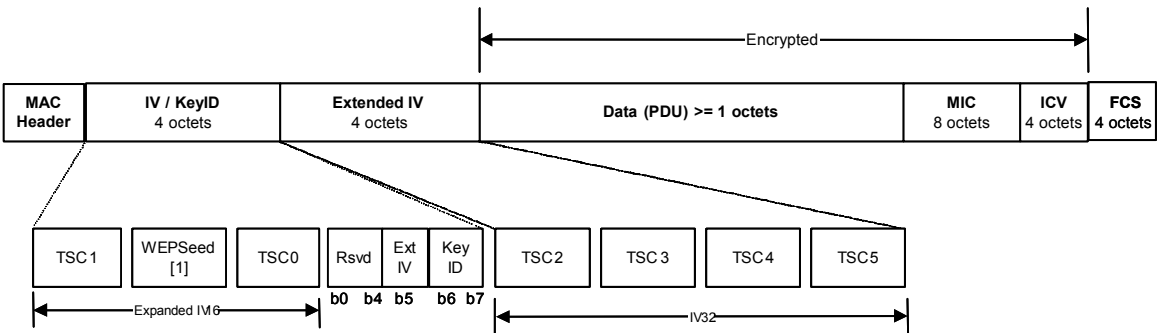 Encrypted
MAC Header
IV / KeyID
4 octets
Extended IV
4 octets
Data (PDU) >= 1 octets
MIC
8 octets
ICV
4 octets
FCS
4 octets
TSC1
WEPSeed
[1]
TSC0
Rsvd
Ext
IV
Key
ID
TSC2
TSC3
TSC4
TSC5
b0 b4 b5 b6 b7
Expanded IV16
IV32